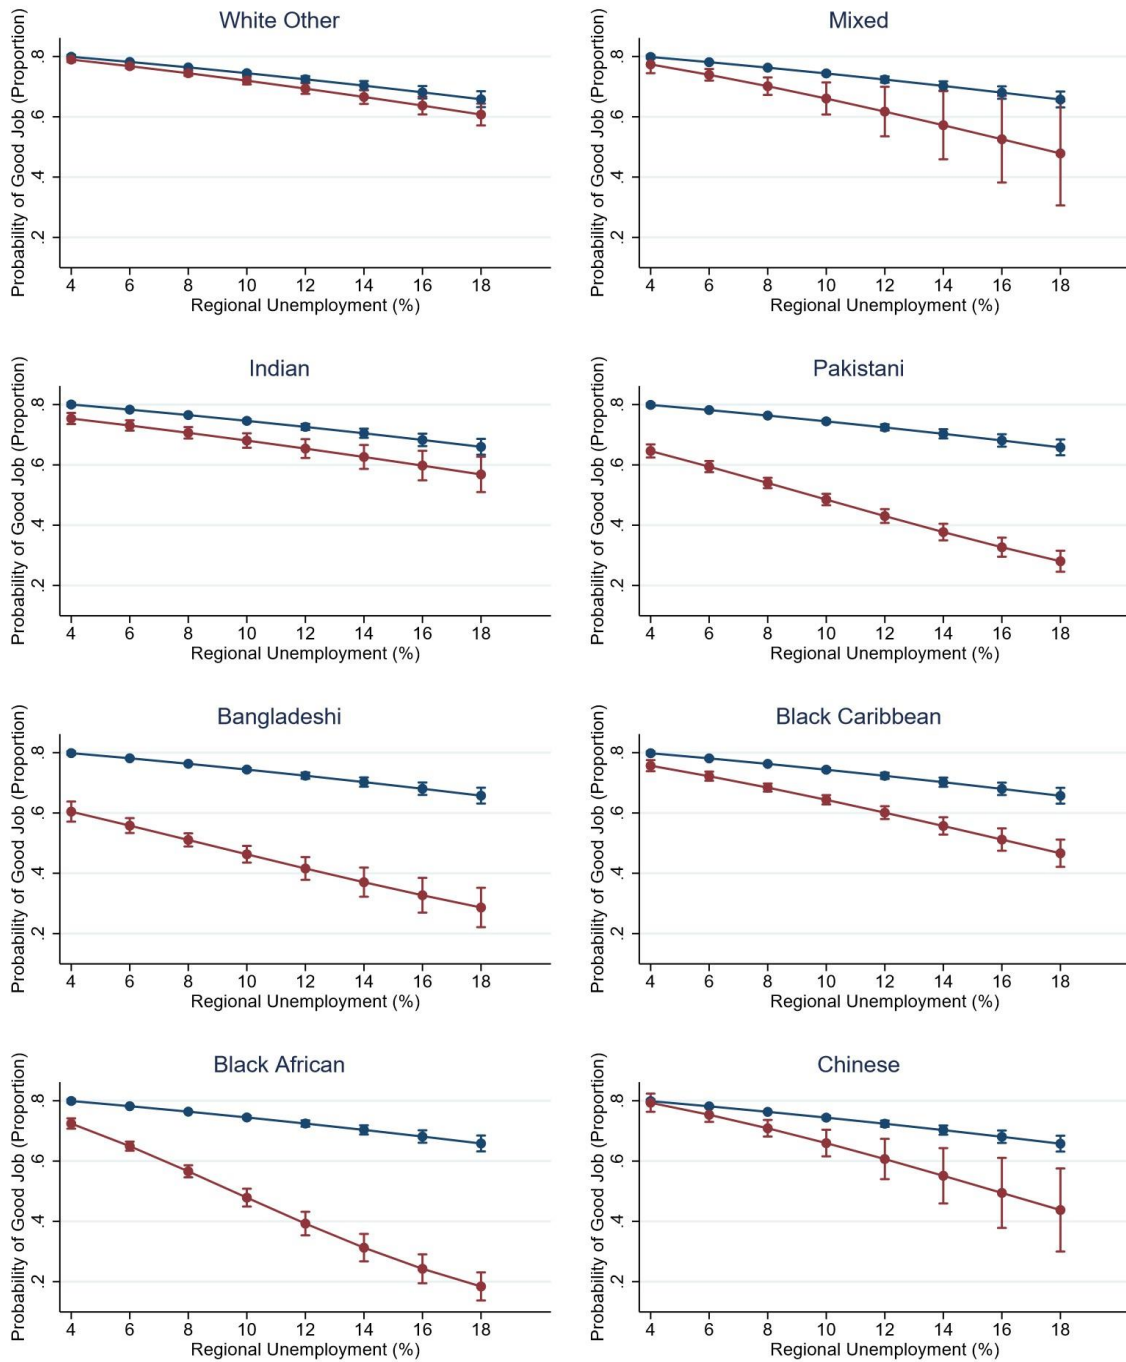 White Other
Probability of Good Job (Proportion)
.8
.6
.4
.2
4 6 8 10 12 14 16 18
Regional Unemployment (%)
Mixed
Probability of Good Job (Proportion)
.8
.6
.4
.2
4 6 8 10 12 14 16 18
Regional Unemployment (%)
Indian
Probability of Good Job (Proportion)
.8
.6
.4
.2
4 6 8 10 12 14 16 18
Regional Unemployment (%)
Pakistani
Probability of Good Job (Proportion)
.8
.6
.4
.2
4 6 8 10 12 14 16 18
Regional Unemployment (%)
Bangladeshi
Probability of Good Job (Proportion)
.8
.6
.4
.2
4 6 8 10 12 14 16 18
Regional Unemployment (%)
Black Caribbean
Probability of Good Job (Proportion)
.8
.6
.4
.2
4 6 8 10 12 14 16 18
Regional Unemployment (%)
Black African
Probability of Good Job (Proportion)
.8
.6
.4
.2
4 6 8 10 12 14 16 18
Regional Unemployment (%)
Chinese
Probability of Good Job (Proportion)
.8
.6
.4
.2
4 6 8 10 12 14 16 18
Regional Unemployment (%)